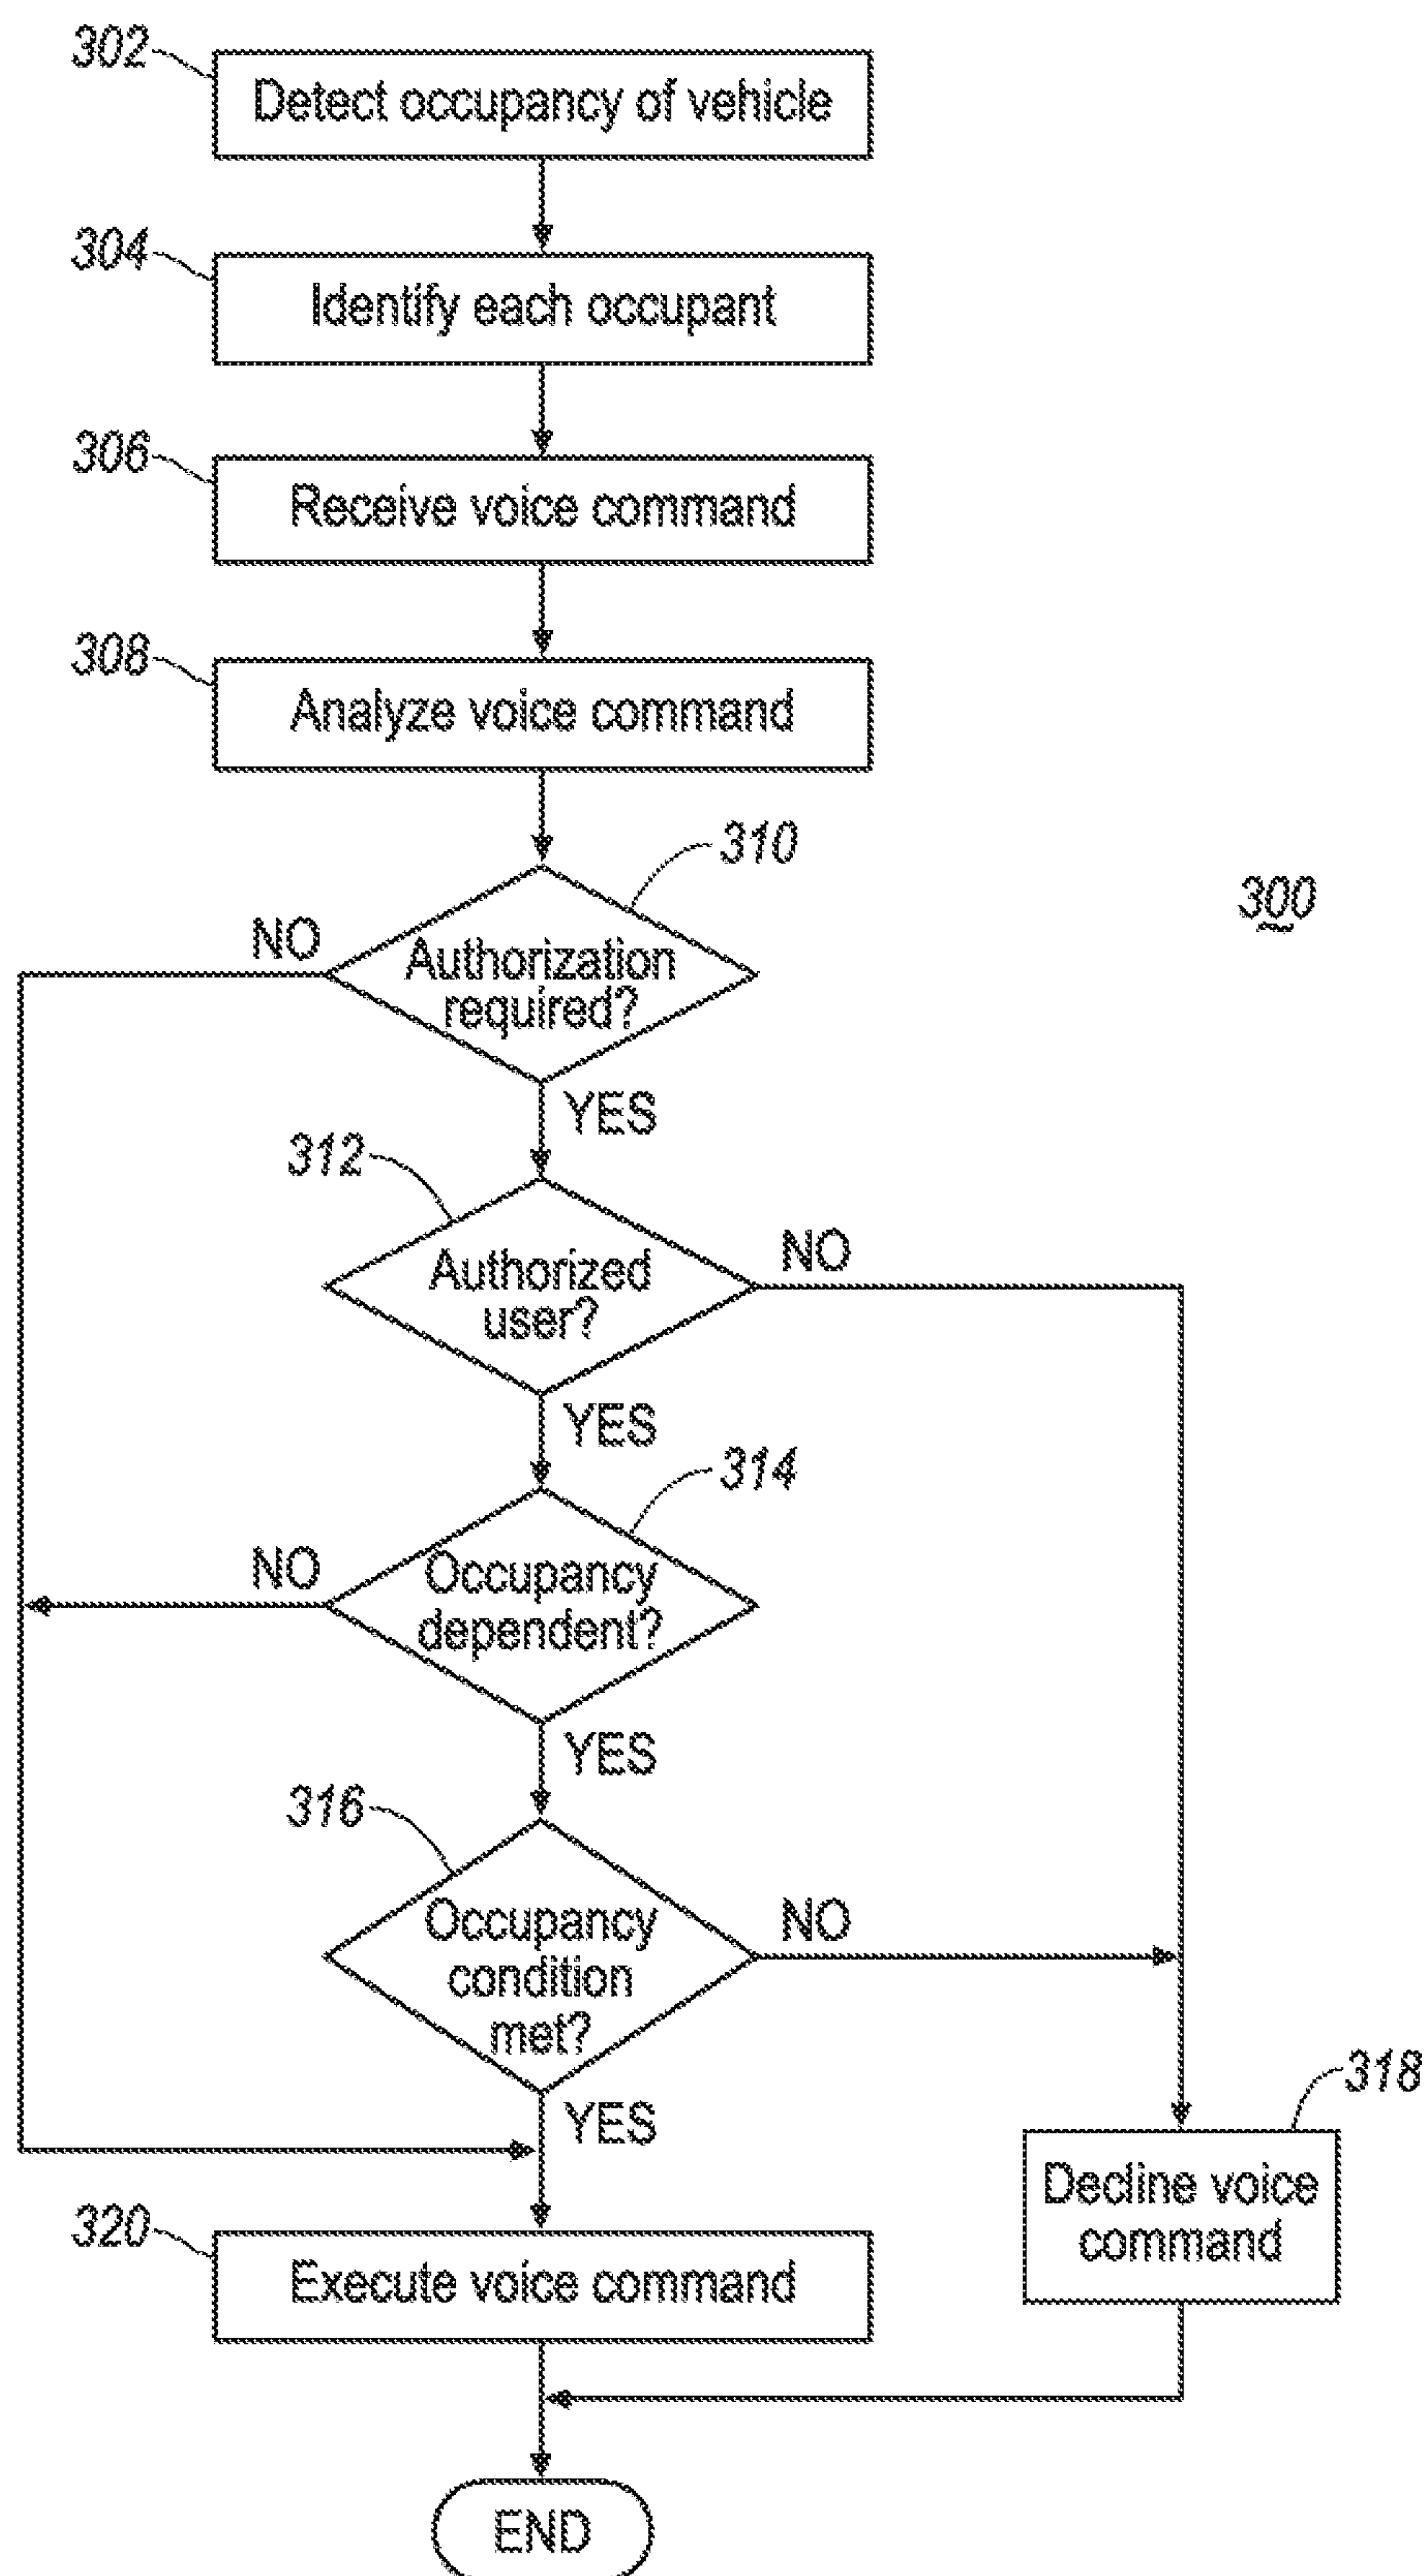 302
Detect occupancy of vehicle
304
Identify each occupant
306
Receive voice command
308
Analyze voice command
310
300
NO
Authorization
required?
YES
312
NO
Authorized
user?
YES
314
NO
Occupancy
dependent?
YES
316
NO
Occupancy
condition
met?
YES
318
Decline voice
command
320
Execute voice command
END